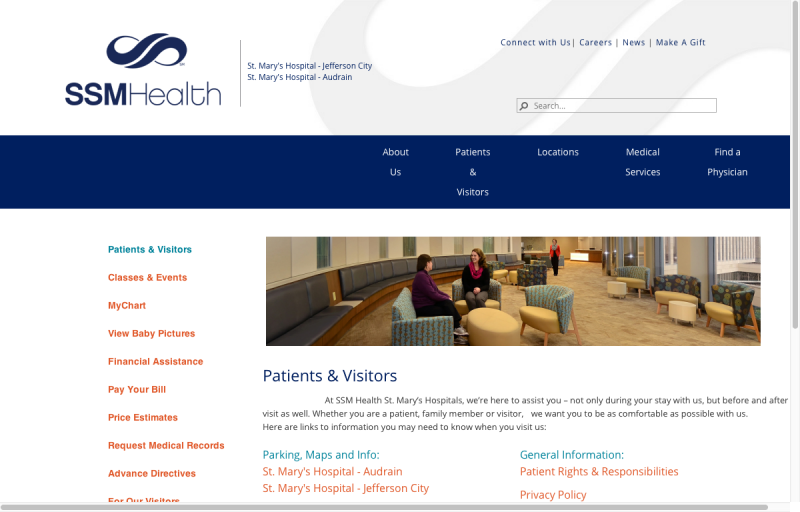 Connect with Us| Careers | News | Make A Gift
SSMHealth
St. Mary's Hospital - Jefferson City
St. Mary's Hospital - Audrain
Search...
About Us
Patients & Visitors
Locations
Medical Services
Find a Physician
Patients & Visitors
Classes & Events
MyChart
View Baby Pictures
Financial Assistance
Pay Your Bill
Price Estimates
Request Medical Records
Advance Directives
For Our Visitors
Patients & Visitors
At SSM Health St. Mary's Hospitals, we're here to assist you – not only during your stay with us, but before and after
visit as well. Whether you are a patient, family member or visitor, we want you to be as comfortable as possible with us.
Here are links to information you may need to know when you visit us:
Parking, Maps and Info:
St. Mary's Hospital - Audrain
St. Mary's Hospital - Jefferson City
General Information:
Patient Rights & Responsibilities
Privacy Policy